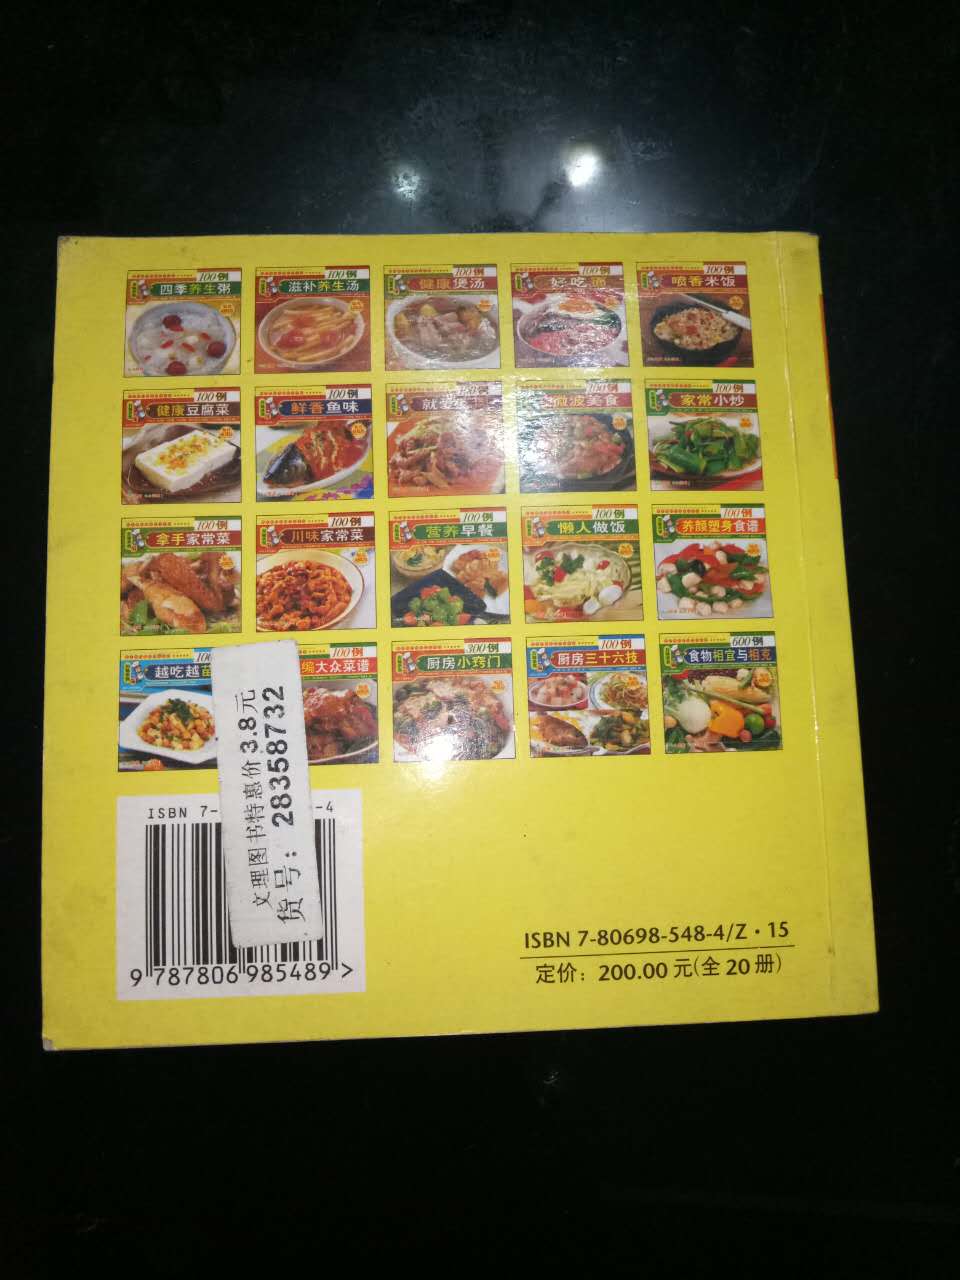 100例
四季养生粥
100例
滋补养生汤
100例
健康煲汤
100例
好吃
100例
喷香米饭
100例
健康豆腐菜
100例
鲜香鱼味
100例
就
100例
微波美食
100例
家常小炒
100例
拿手家常菜
100例
川味家常菜
100例
营养早餐
100例
懒人做饭
100例
养颜塑身食谱
越吃越苗
100例
编大众菜谱
300例
厨房小窍门
100例
厨房三十六技
600例
食物相宜与相克
文理图书特惠价3.8元
货号：28358732
ISBN 7-
-4
9 787806 985489 >
ISBN 7-80698-548-4/Z·15
定价：200.00元(全20册)